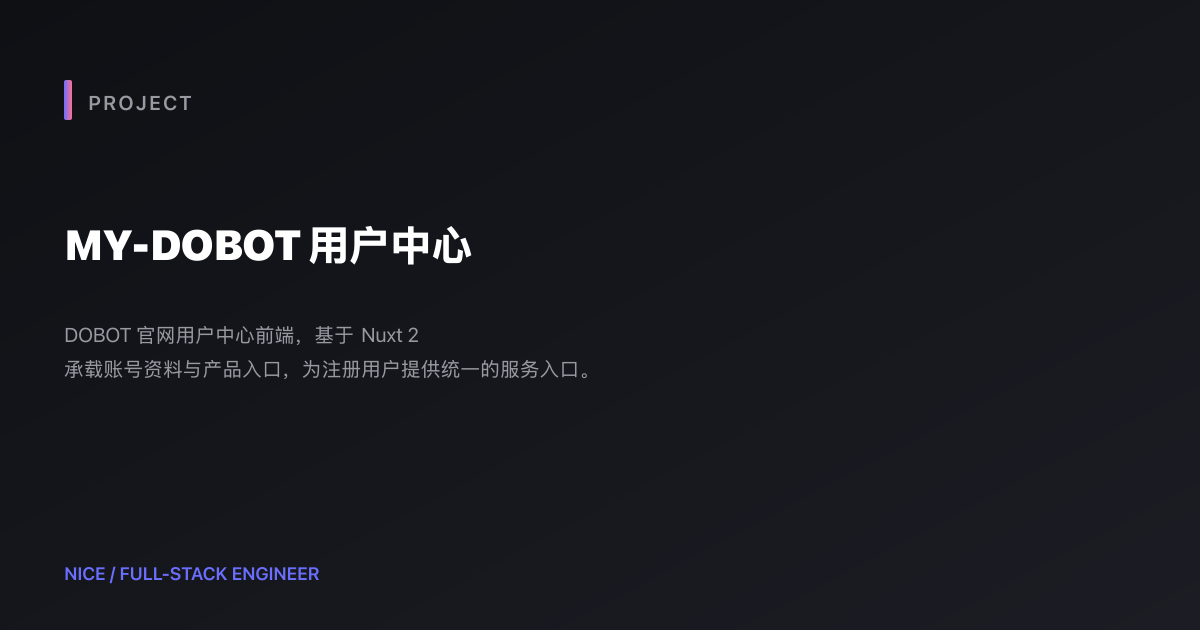 PROJECT
MY-DOBOT 用户中心
DOBOT 官网用户中心前端，基于 Nuxt 2
承载账号资料与产品入口，为注册用户提供统一的服务入口。
NICE / FULL-STACK ENGINEER